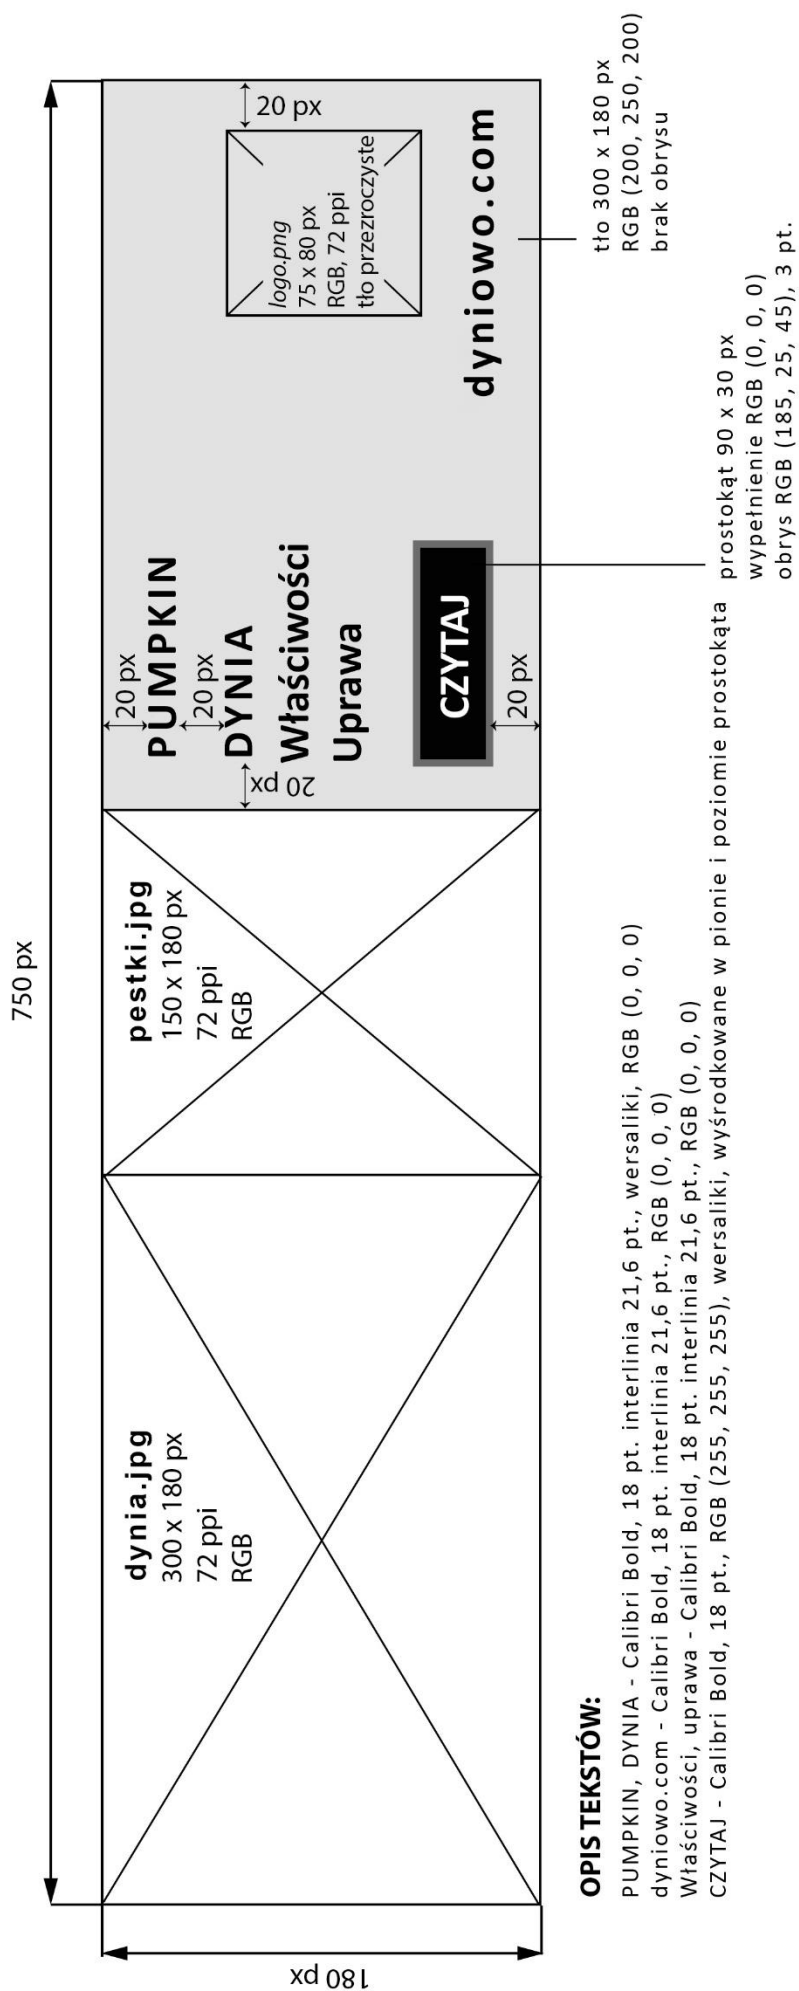 750 px
180 px
dynia.jpg
300 x 180 px
72 ppi
RGB
pestki.jpg
150 x 180 px
72 ppi
RGB
20 px
PUMPKIN
20 px
DYNIA
20 px
Właściwości
Uprawa
CZYTAJ
20 px
20 px
logo.png
75 x 80 px
RGB, 72 ppi
tło przezroczyste
dyniowo.com
tło 300 x 180 px
RGB (200, 250, 200)
brak obrysu
prostokąt 90 x 30 px
wypełnienie RGB (0, 0, 0)
obrys RGB (185, 25, 45), 3 pt.
OPIS TEKSTÓW:
PUMPKIN, DYNIA - Calibri Bold, 18 pt. interlinia 21,6 pt., wersaliki, RGB (0, 0, 0)
dyniowo.com - Calibri Bold, 18 pt. interlinia 21,6 pt., RGB (0, 0, 0)
Właściwości, uprawa - Calibri Bold, 18 pt. interlinia 21,6 pt., RGB (0, 0, 0)
CZYTAJ - Calibri Bold, 18 pt., RGB (255, 255, 255), wersaliki, wyśrodkowane w pionie i poziomie prostokąta